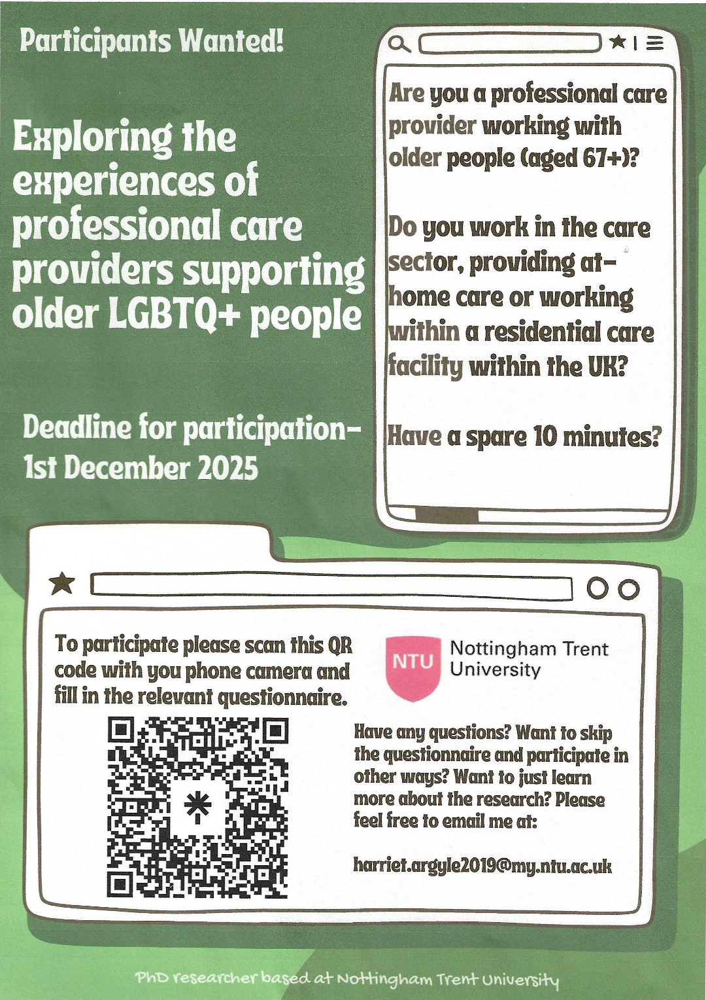 Participants Wanted!
Exploring the
experiences of
professional care
providers supporting
older LGBTQ+ people
Deadline for participation–
1st December 2025
Are you a professional care
provider working with
older people (aged 67+)?
Do you work in the care
sector, providing at–
home care or working
within a residential care
facility within the UK?
Have a spare 10 minutes?
To participate please scan this QR
code with you phone camera and
fill in the relevant questionnaire.
NTU
Nottingham Trent
University
Have any questions? Want to skip
the questionnaire and participate in
other ways? Want to just learn
more about the research? Please
feel free to email me at:
harriet.argyle2019@my.ntu.ac.uk
PhD researcher based at Nottingham Trent University